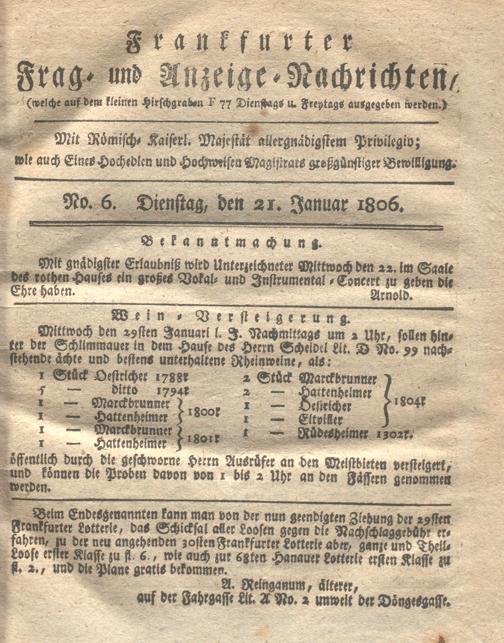 Frankfurter
Frag- und Anzeige-Nachrichten,
(welche auf dem kleinen Hirschgraben F 77 Dienstags u. Freytags ausgegeben werden.)
Mit Römisch-Kaiserl. Majestät allergnädigstem Privilegio;
wie auch Eines Hochedlen und Hochweisen Magistrats großgünstiger Bewilligung.
No. 6. Dienstag, den 21. Januar 1806.
Bekanntmachung.
Mit gnädigster Erlaubniß wird Unterzeichneter Mittwoch den 22. im Saale
des rothen Hauses ein großes Vokal- und Instrumental-Concert zu geben die
Ehre haben. Arnold.
Wein-Versteigerung.
Mittwoch den 29sten Januari l. J. Nachmittags um 2 Uhr, sollen hin-
ter der Schlimmauer in dem Hause des Herrn Scheidel Lit. D No. 99 nach-
stehende ächte und bestens unterhaltene Rheinweine, als:
1 Stück Oestricher 1788r
5 — ditto 1794r
1 — Marckbrunner
1 — Hattenheimer } 1800r
1 — Marckbrunner
1 — Hattenheimer } 1801r
2 Stück Marckbrunner
2 — Hattenheimer
1 — Oestricher
1 — Eltviller } 1804r
1 — Rüdesheimer 1802r.
öffentlich durch die geschworne Herrn Ausrüfer an den Meistbieten versteigert,
und können die Proben davon von 1 bis 2 Uhr an den Fässern genommen
werden.
Beim Endesgenannten kann man von der nun geendigten Ziehung der 29sten
Frankfurter Lotterie, das Schicksal aller Loosen gegen die Nachschlaggebühr er-
fahren, zu der neu angehenden 30sten Frankfurter Lotterie aber, ganze und Theil-
Loose erster Klasse zu fl. 6., wie auch zur 68ten Hanauer Lotterie ersten Klasse zu
fl. 2., und die Plane gratis bekommen.
A. Reinganum, älterer,
auf der Fahrgasse Lit. A No. 2 unweit der Döngesgasse.